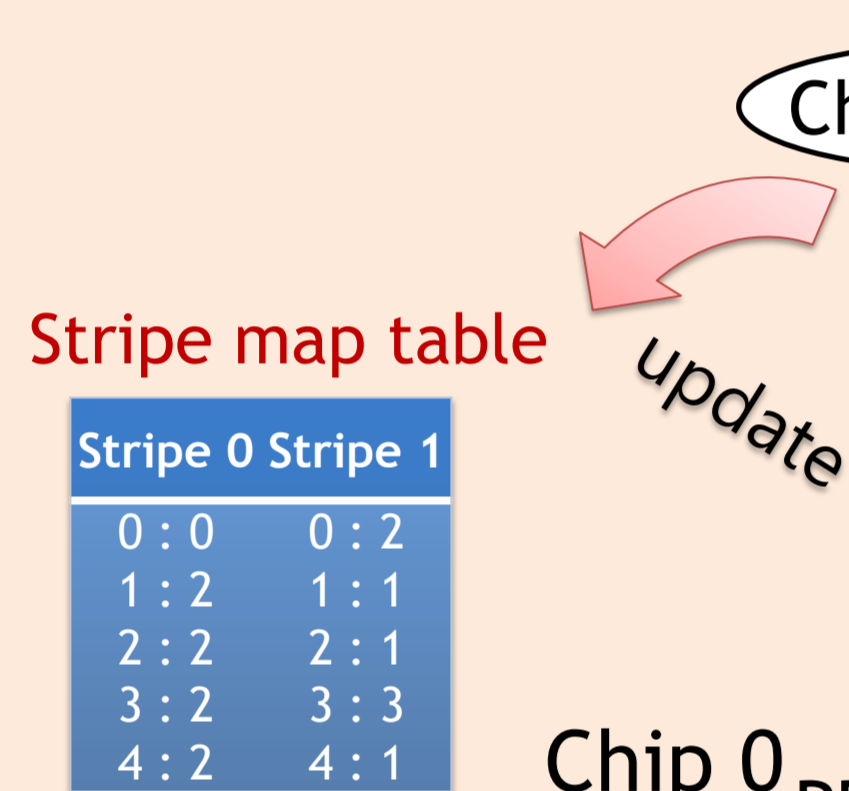 Ch
Stripe map table
update
Stripe 0 Stripe 1
0 : 0 0 : 2
1 : 2 1 : 1
2 : 2 2 : 1
3 : 2 3 : 3
4 : 2 4 : 1
Chip 0